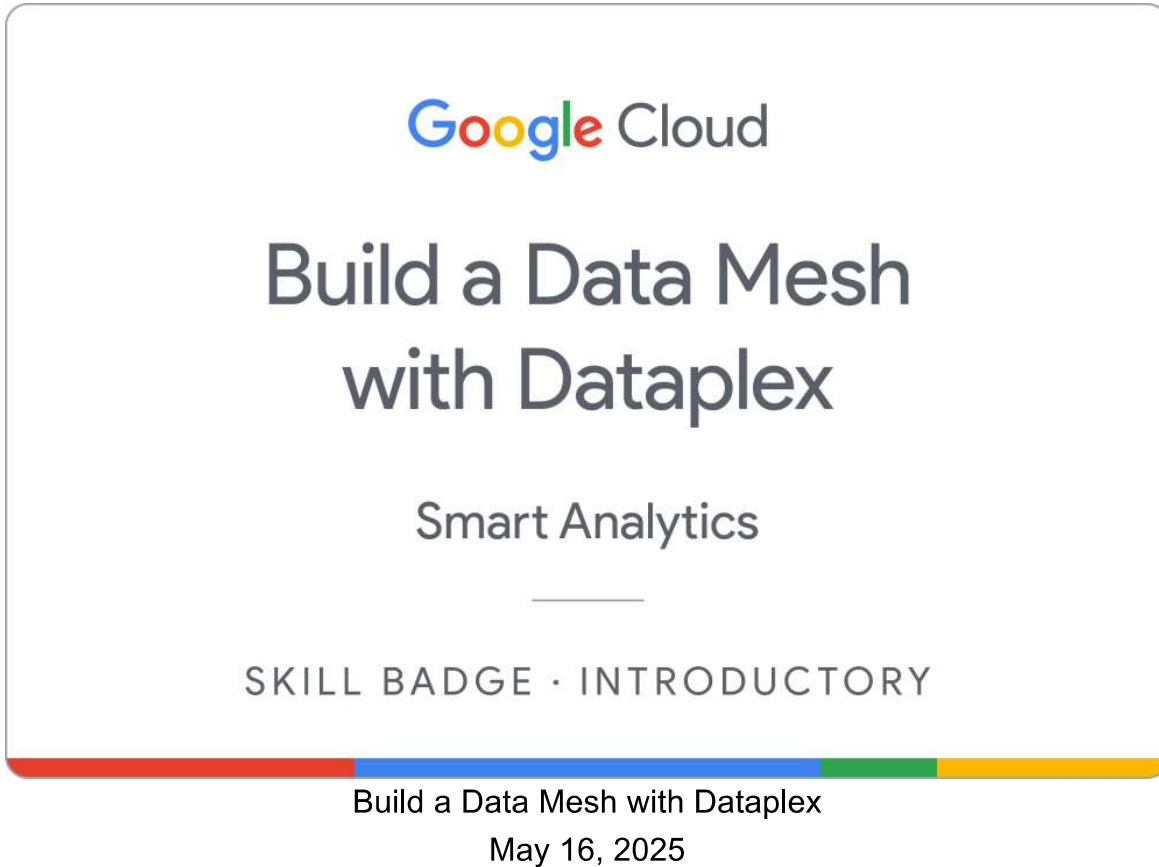 Google Cloud
Build a Data Mesh
with Dataplex
Smart Analytics
SKILL BADGE · INTRODUCTORY
Build a Data Mesh with Dataplex
May 16, 2025